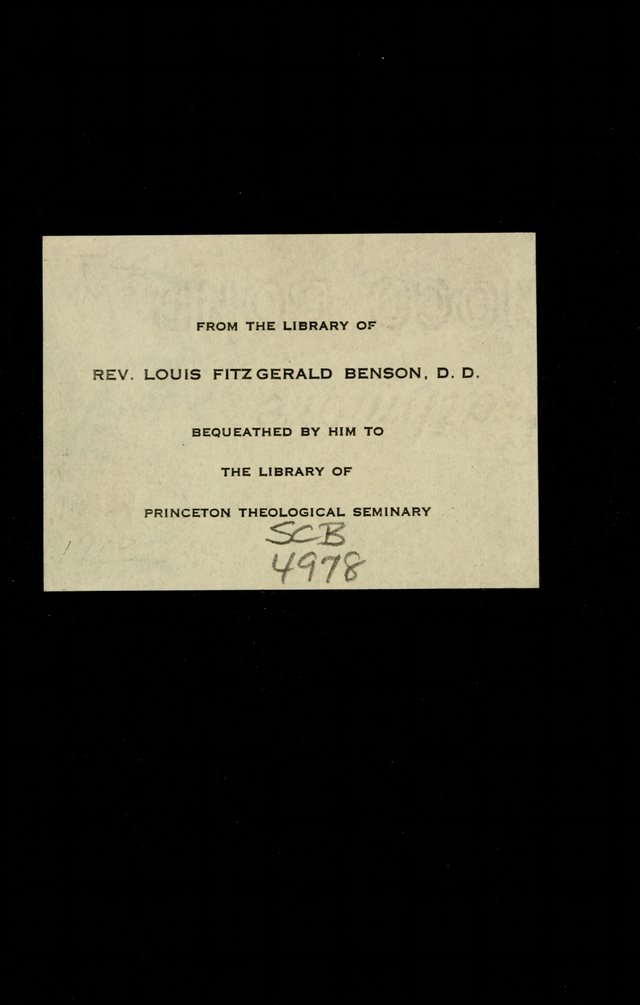 FROM THE LIBRARY OF
REV. LOUIS FITZGERALD BENSON, D. D.
BEQUEATHED BY HIM TO
THE LIBRARY OF
PRINCETON THEOLOGICAL SEMINARY
SCB
4978